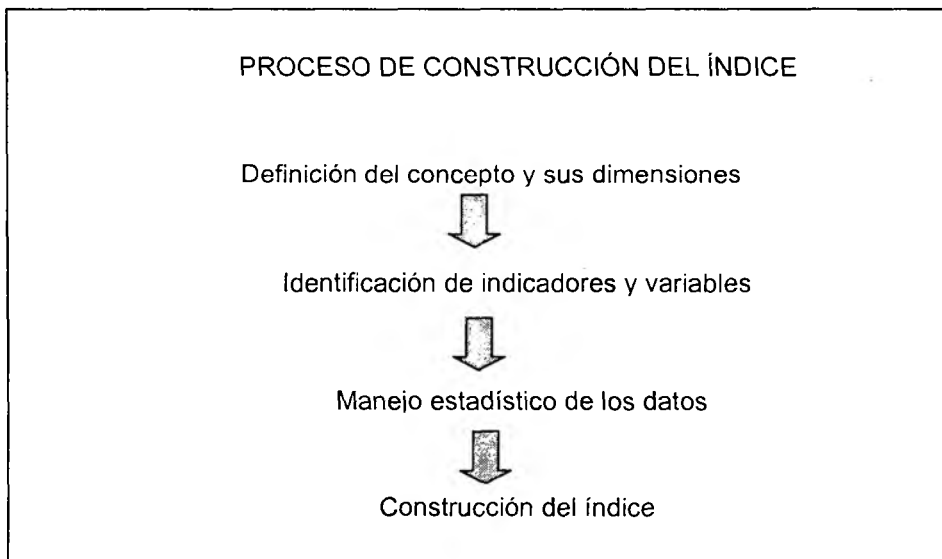 PROCESO DE CONSTRUCCIÓN DEL ÍNDICE
Definición del concepto y sus dimensiones
Identificación de indicadores y variables
Manejo estadístico de los datos
Construcción del índice